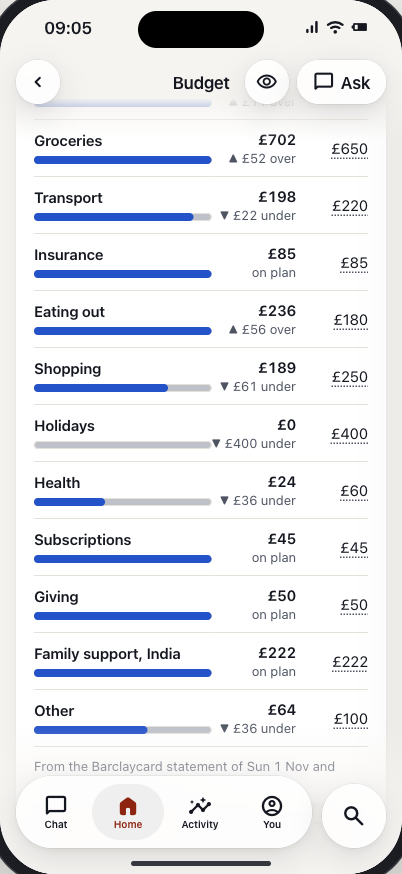 09:05
Budget
Ask
Groceries £702 £650
▲ £52 over
Transport £198 £220
▼ £22 under
Insurance £85 £85
on plan
Eating out £236 £180
▲ £56 over
Shopping £189 £250
▼ £61 under
Holidays £0 £400
▼ £400 under
Health £24 £60
▼ £36 under
Subscriptions £45 £45
on plan
Giving £50 £50
on plan
Family support, India £222 £222
on plan
Other £64 £100
▼ £36 under
From the Barclaycard statement of Sun 1 Nov and
Chat Home Activity You